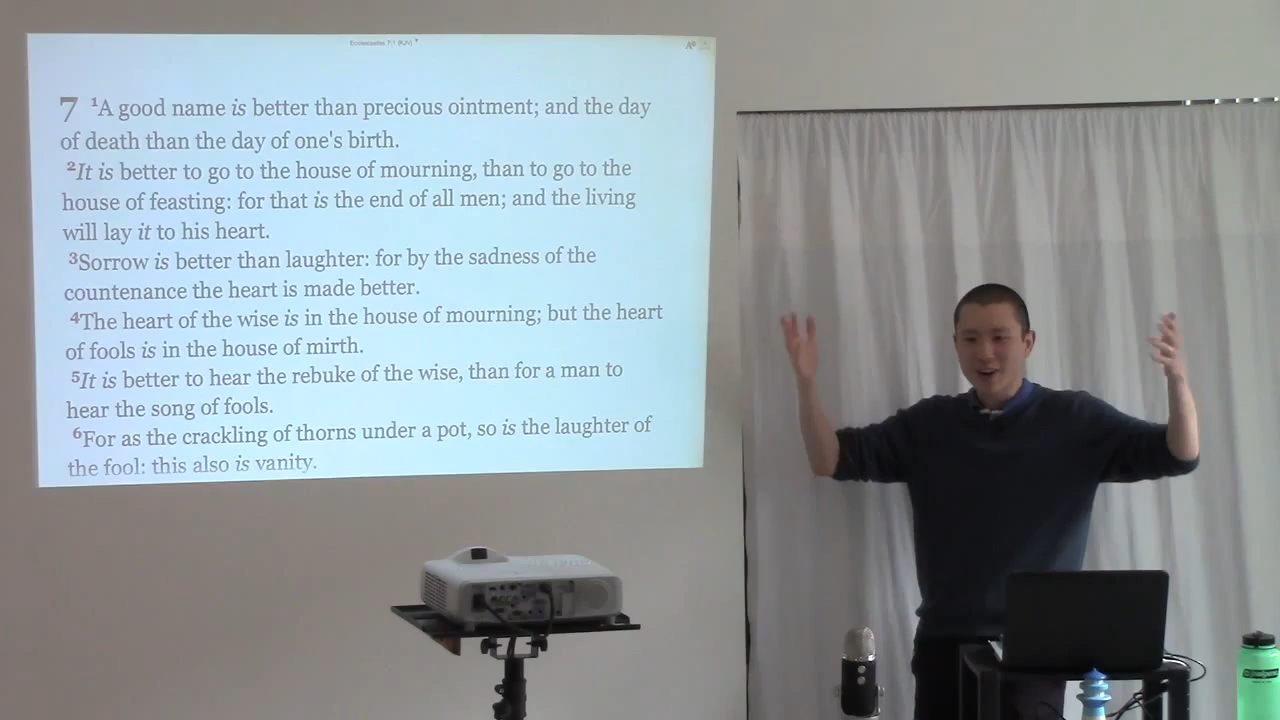 Ecclesiastes 7:1 (KJV)
7 1A good name is better than precious ointment; and the day
of death than the day of one's birth.
2It is better to go to the house of mourning, than to go to the
house of feasting: for that is the end of all men; and the living
will lay it to his heart.
3Sorrow is better than laughter: for by the sadness of the
countenance the heart is made better.
4The heart of the wise is in the house of mourning; but the heart
of fools is in the house of mirth.
5It is better to hear the rebuke of the wise, than for a man to
hear the song of fools.
6For as the crackling of thorns under a pot, so is the laughter of
the fool: this also is vanity.